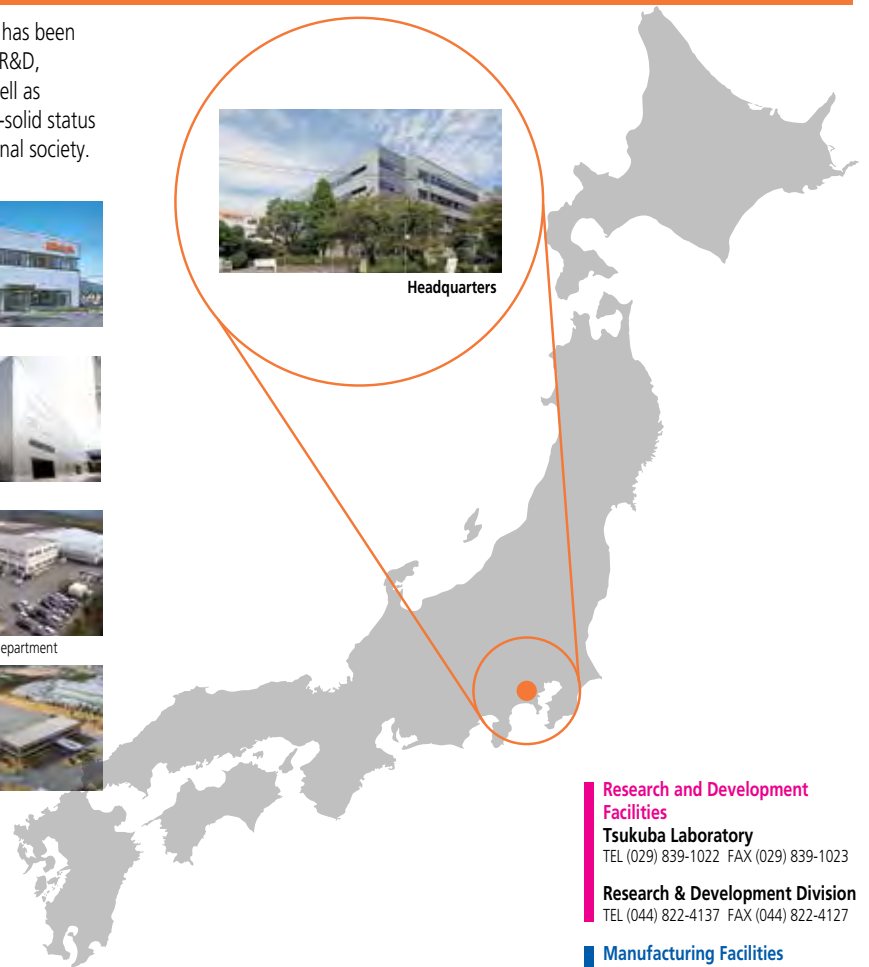 has been
R&D,
ell as
-solid status
nal society.
Headquarters
epartment
Research and Development
Facilities
Tsukuba Laboratory
TEL (029) 839-1022 FAX (029) 839-1023
Research & Development Division
TEL (044) 822-4137 FAX (044) 822-4127
Manufacturing Facilities